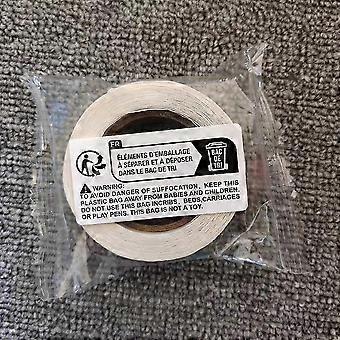 FR
ÉLÉMENTS D'EMBALLAGE
À SÉPARER ET À DÉPOSER
DANS LE BAC DE TRI
BAC
DE
TRI
WARNING:
TO AVOID DANGER OF SUFFOCATION, KEEP THIS
PLASTIC BAG AWAY FROM BABIES AND CHILDREN.
DO NOT USE THIS BAG INCRIBS, BEDS,CARRIAGES
OR PLAY PENS. THIS BAG IS NOT A TOY.